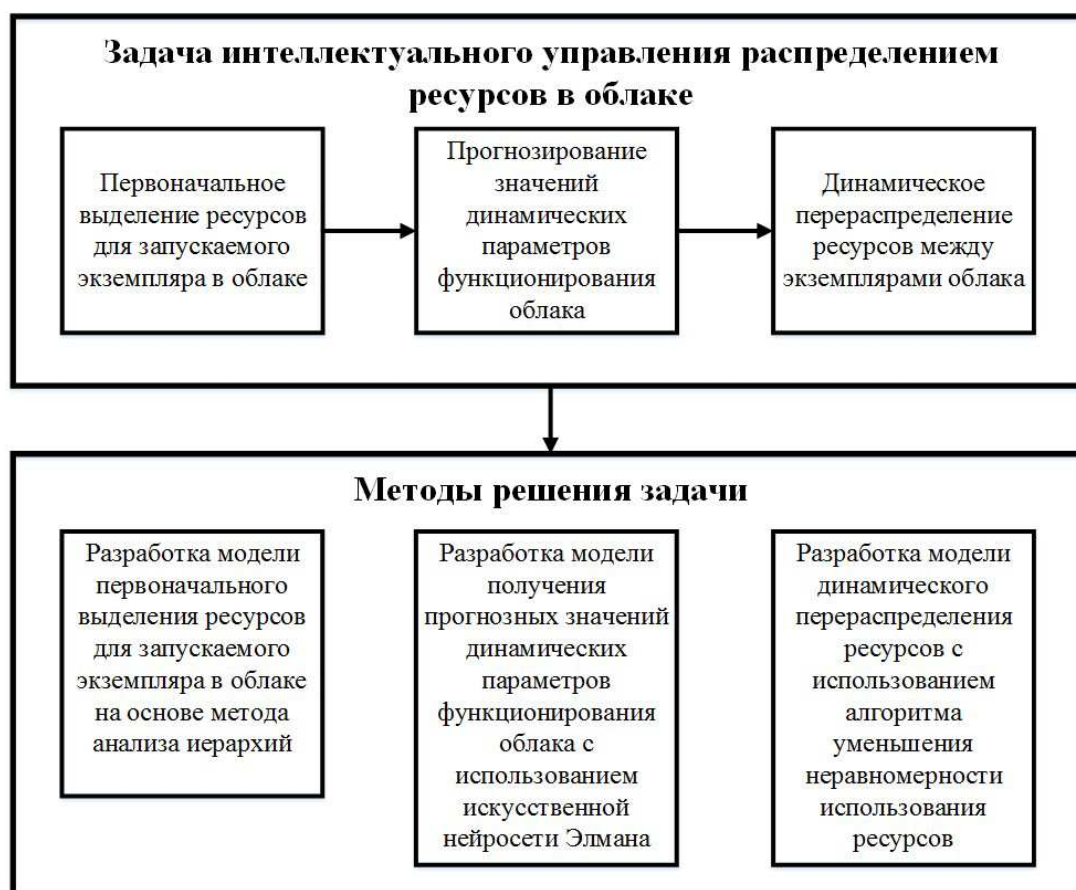 Задача интеллектуального управления распределением
ресурсов в облаке
Первоначальное
выделение ресурсов
для запускаемого
экземпляра в облаке
Прогнозирование
значений
динамических
параметров
функционирования
облака
Динамическое
перераспределение
ресурсов между
экземплярами облака
Методы решения задачи
Разработка модели
первоначального
выделения ресурсов
для запускаемого
экземпляра в облаке
на основе метода
анализа иерархий
Разработка модели
получения
прогнозных значений
динамических
параметров
функционирования
облака с
использованием
искусственной
нейросети Элмана
Разработка модели
динамического
перераспределения
ресурсов с
использованием
алгоритма
уменьшения
неравномерности
использования
ресурсов